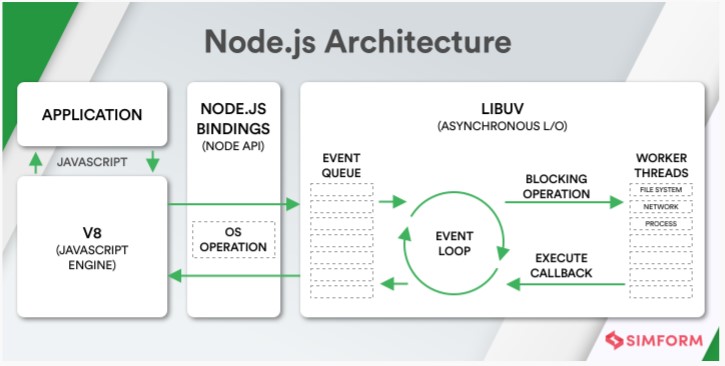 Node.js Architecture
APPLICATION
JAVASCRIPT
V8
(JAVASCRIPT
ENGINE)
NODE.JS
BINDINGS
(NODE API)
OS
OPERATION
LIBUV
(ASYNCHRONOUS L/O)
EVENT
QUEUE
EVENT
LOOP
BLOCKING
OPERATION
EXECUTE
CALLBACK
WORKER
THREADS
FILE SYSTEM
NETWORK
PROCESS
SIMFORM